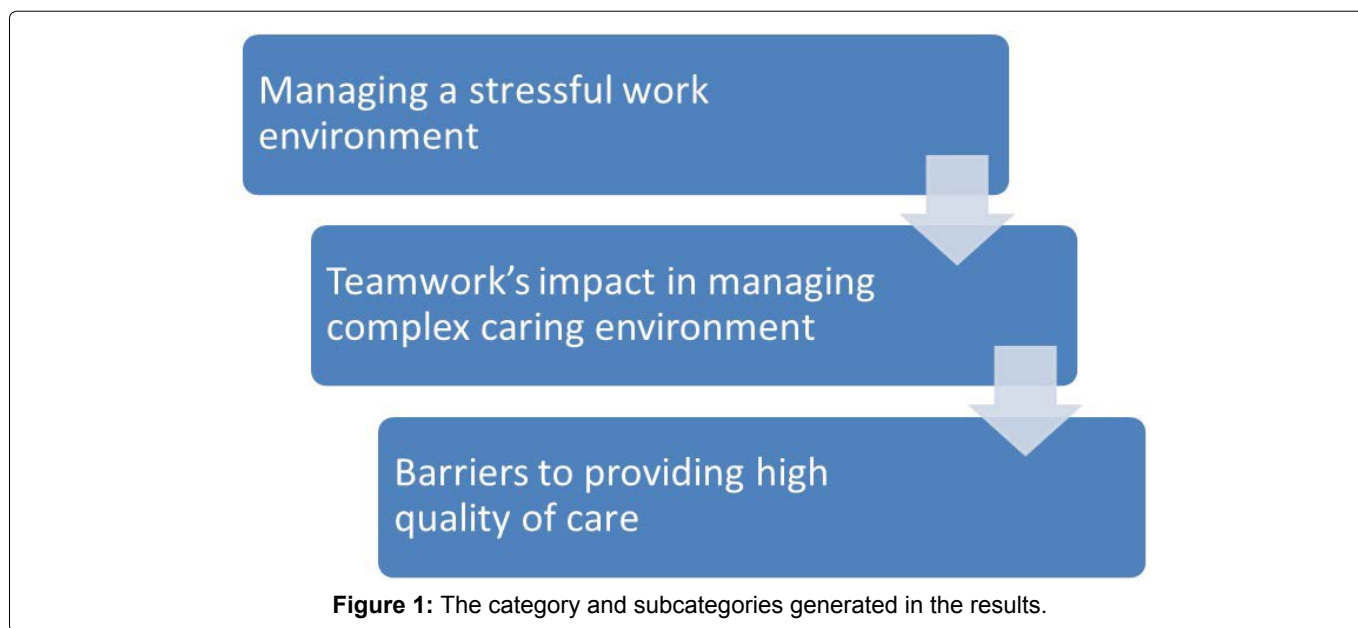 Managing a stressful work
environment
Teamwork’s impact in managing
complex caring environment
Barriers to providing high
quality of care
Figure 1: The category and subcategories generated in the results.